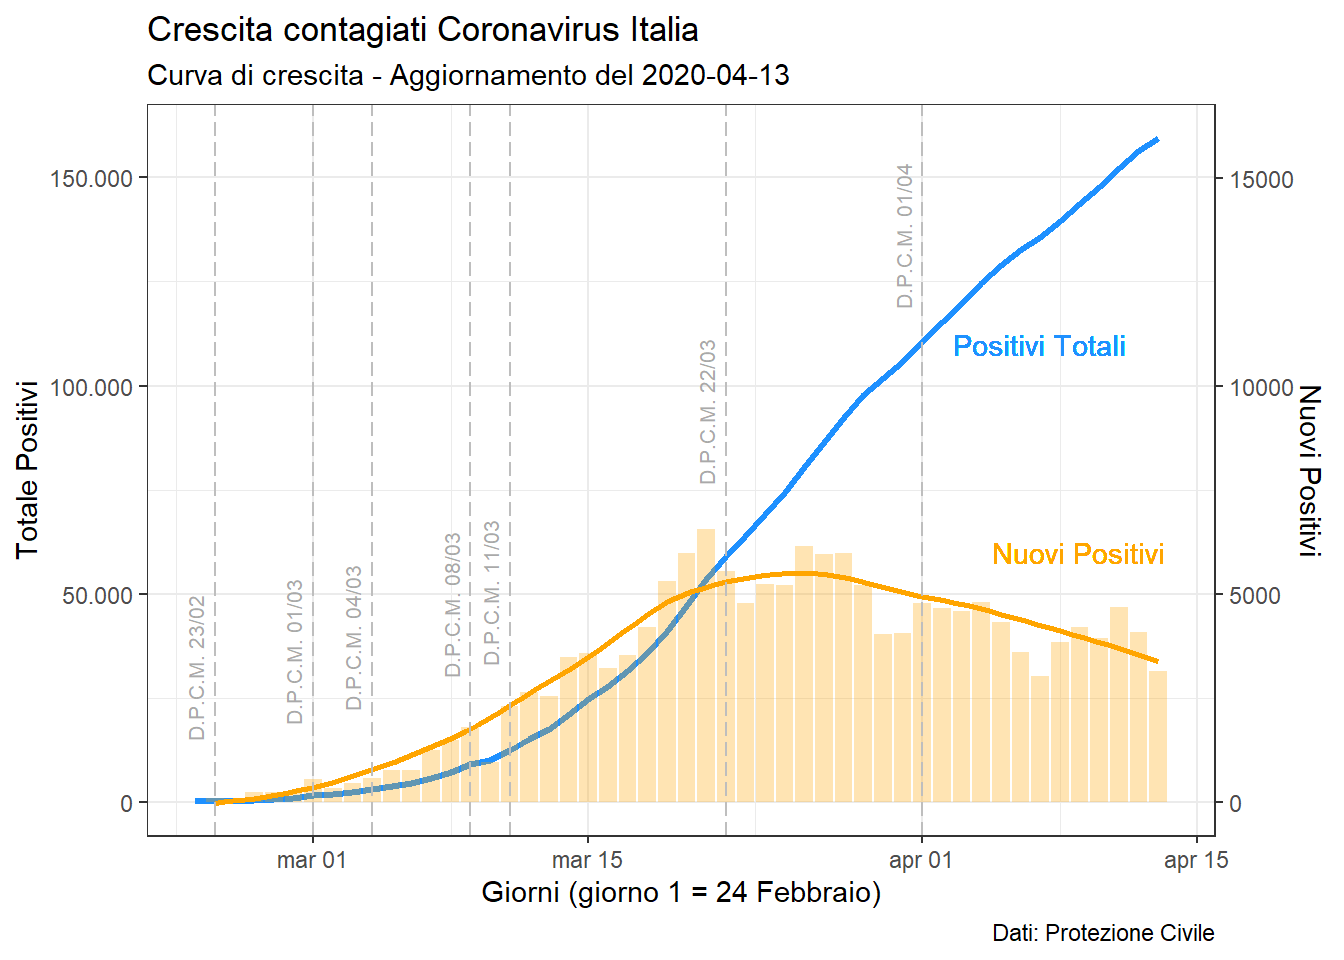 Crescita contagiati Coronavirus Italia
Curva di crescita - Aggiornamento del 2020-04-13
Totale Positivi
150.000
100.000
50.000
0
D.P.C.M. 23/02
D.P.C.M. 01/03
D.P.C.M. 04/03
D.P.C.M. 08/03
D.P.C.M. 11/03
D.P.C.M. 22/03
D.P.C.M. 01/04
Positivi Totali
Nuovi Positivi
15000
10000
5000
0
Nuovi Positivi
mar 01
mar 15
apr 01
apr 15
Giorni (giorno 1 = 24 Febbraio)
Dati: Protezione Civile